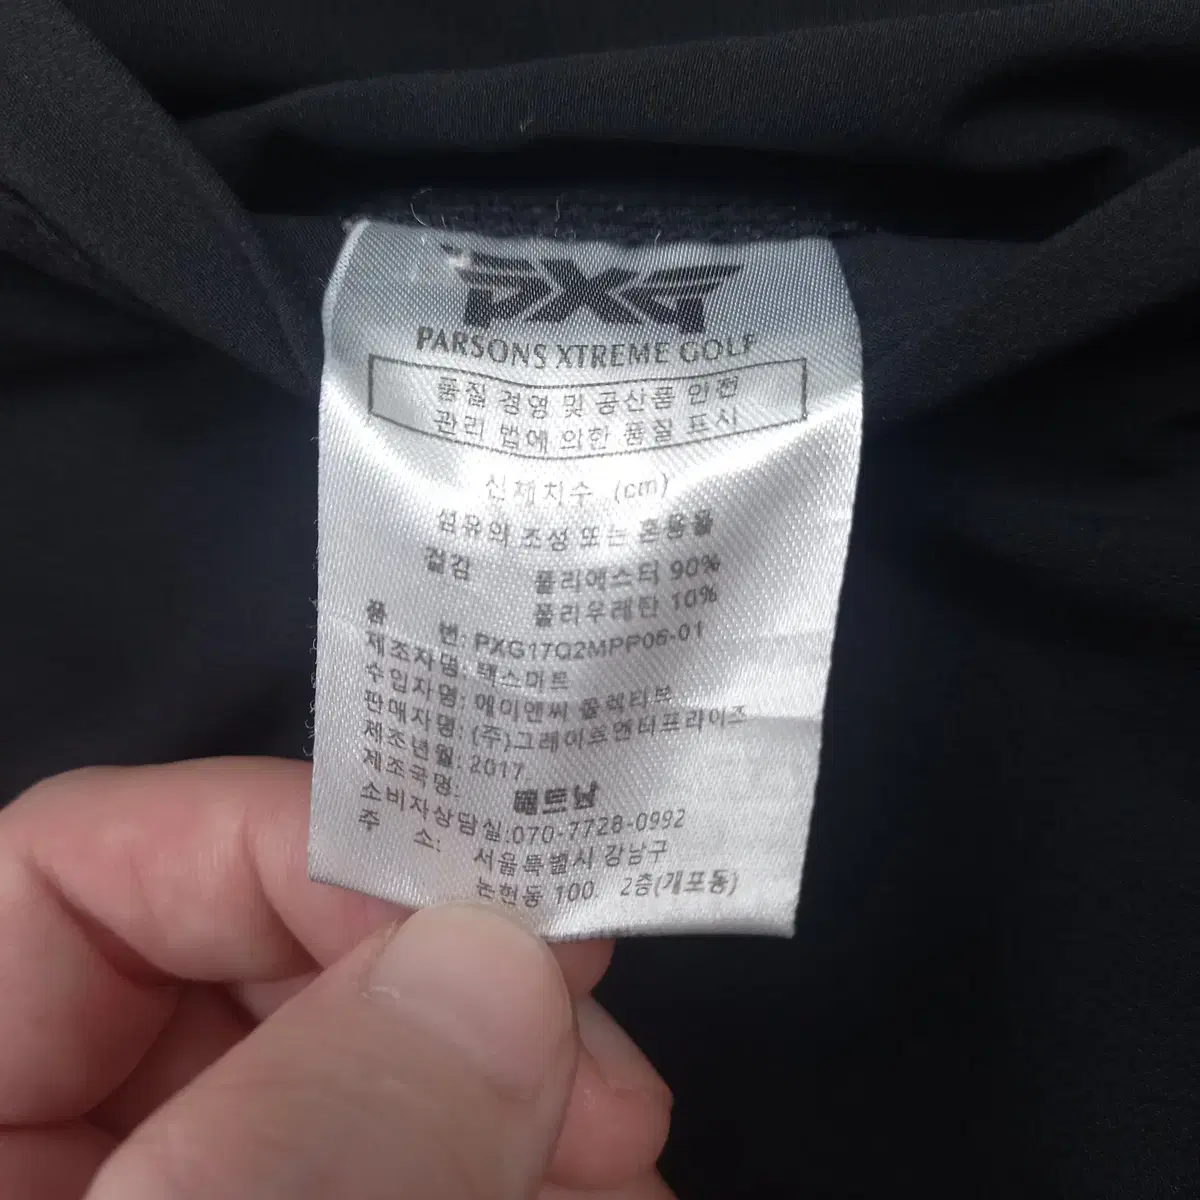 PXG
PARSONS XTREME GOLF
품질 경영 및 공산품 안전
관리 법에 의한 품질 표시
신체치수 (cm)
섬유의 조성 또는 혼용율
겉감 폴리에스터 90%
폴리우레탄 10%
품 번: PXG17Q2MPP06-01
제조자명: 택스마트
수입자명: 에이엔씨 콜렉티브
판매자명: (주)그레이트엔터프라이즈
제조년월: 2017
제조국명: 베트남
소비자상담실:070-7728-0992
주 소: 서울특별시 강남구
논현동 100 2층(개포동)